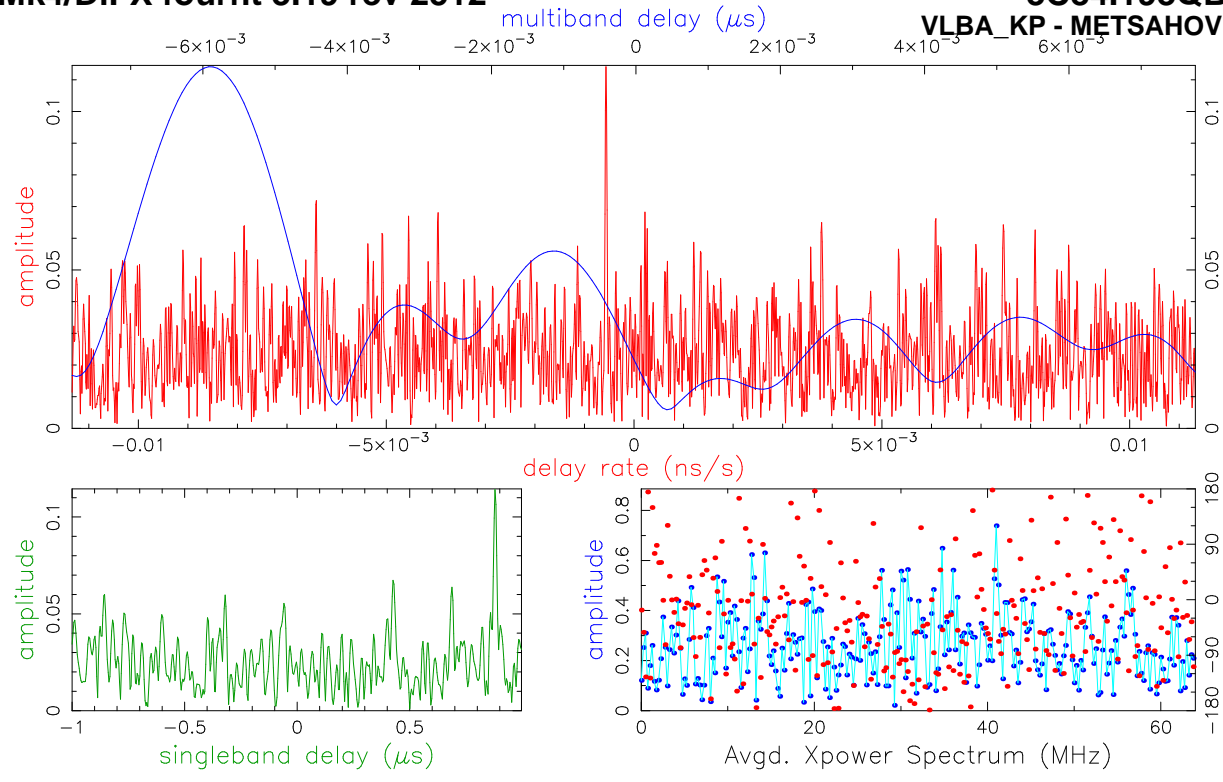 multiband delay (μs)
VLBA_KP - METSAHOV
−6×10⁻³ −4×10⁻³ −2×10⁻³ 0 2×10⁻³ 4×10⁻³ 6×10⁻³
amplitude
0 0.05 0.1
0 0.05 0.1
−0.01 −5×10⁻³ 0 5×10⁻³ 0.01
delay rate (ns/s)
amplitude
0 0.05 0.1
−1 −0.5 0 0.5
singleband delay (μs)
amplitude
0 0.2 0.4 0.6 0.8
−180 −90 0 90 180
0 20 40 60
Avgd. Xpower Spectrum (MHz)